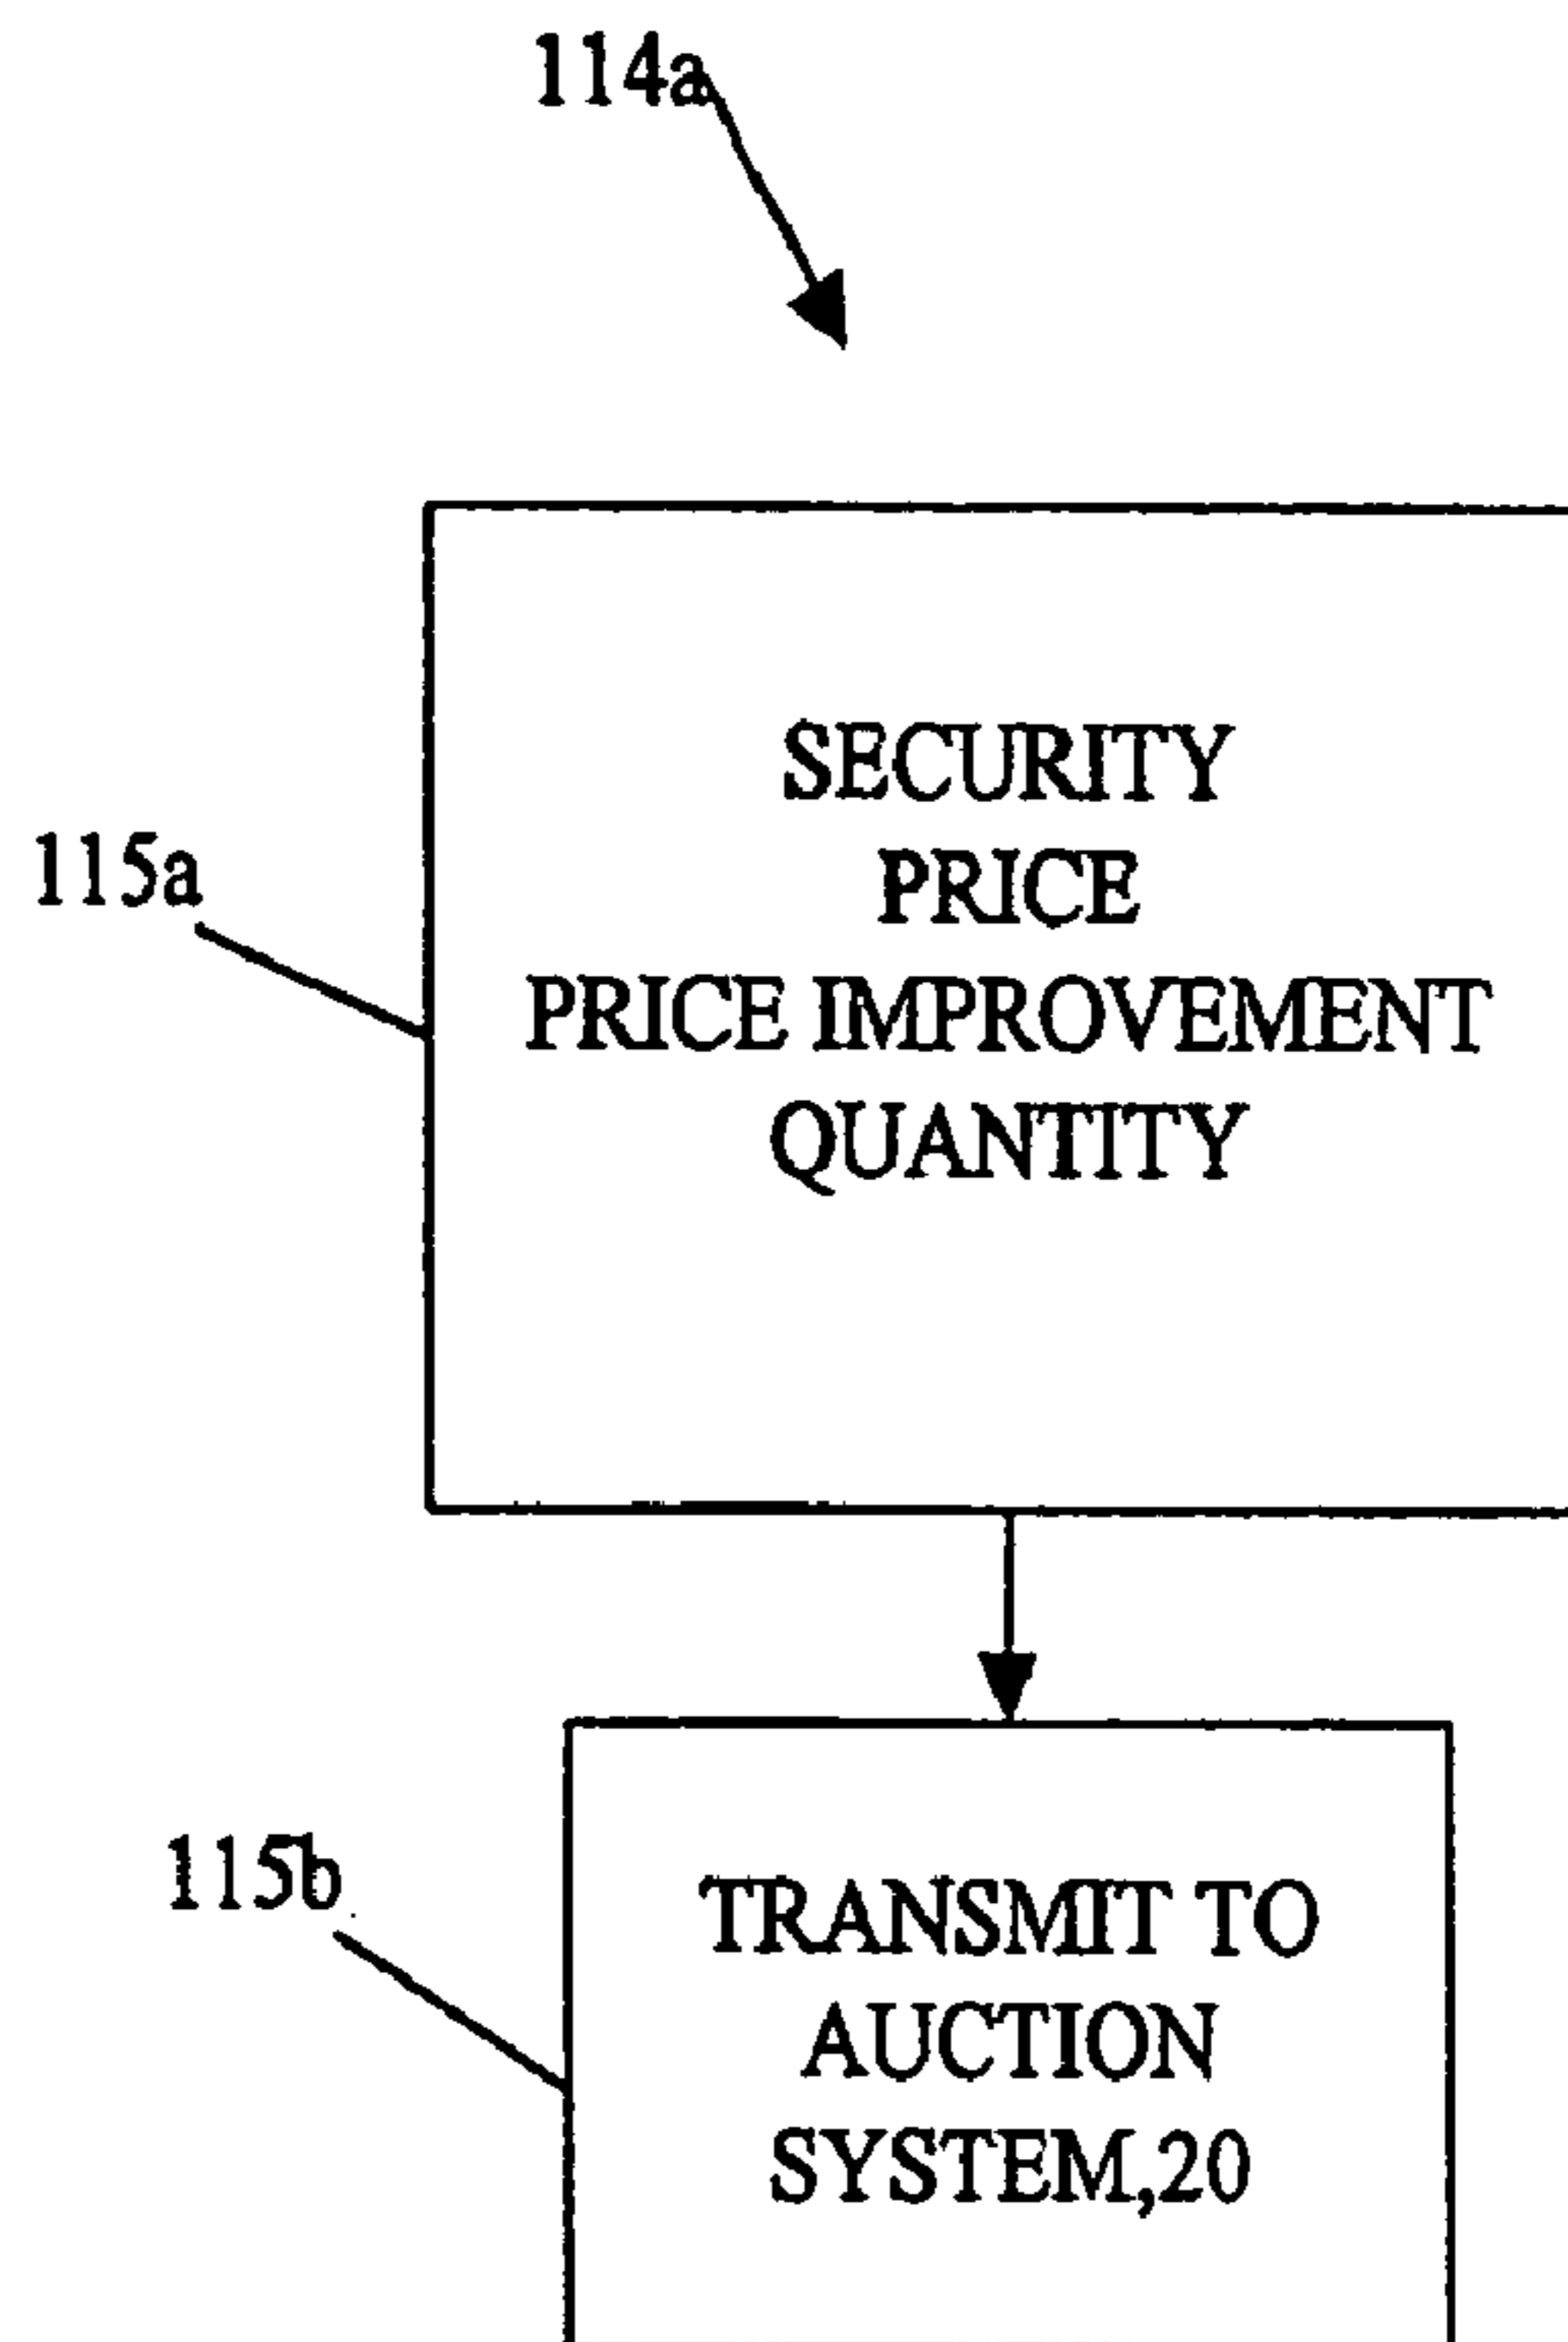 114a
SECURITY
PRICE
115a
PRICE IMPROVEMENT
QUANTITY
115b
TRANSMIT TO
AUCTION
SYSTEM,20